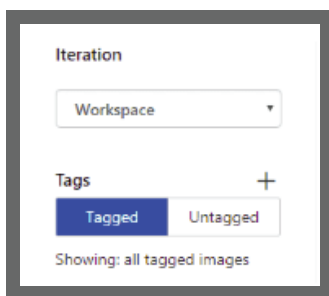 Iteration
Workspace
Tags +
Tagged Untagged
Showing: all tagged images